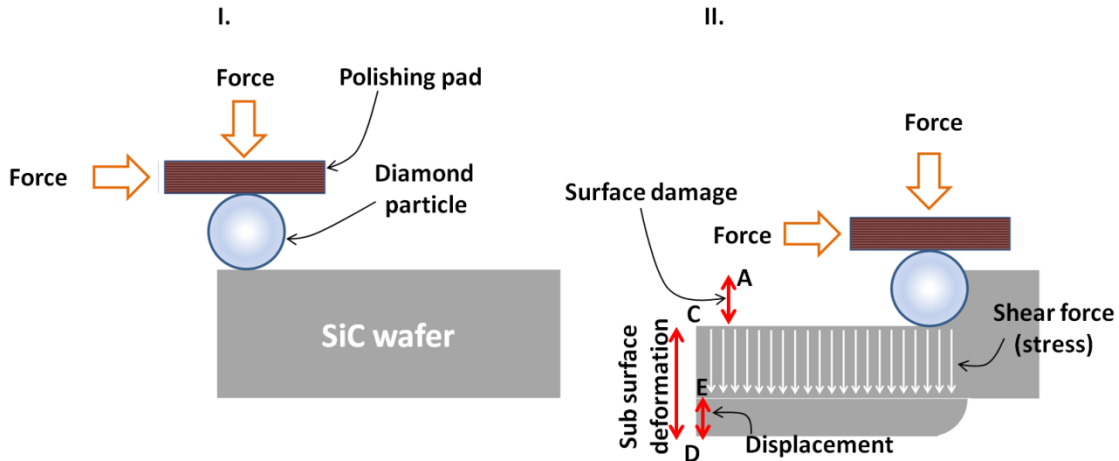 I.
Force
Polishing pad
Force
Diamond
particle
SiC wafer
II.
Force
Surface damage
Force
A
C
Shear force
(stress)
Sub surface
deformation
E
D
Displacement